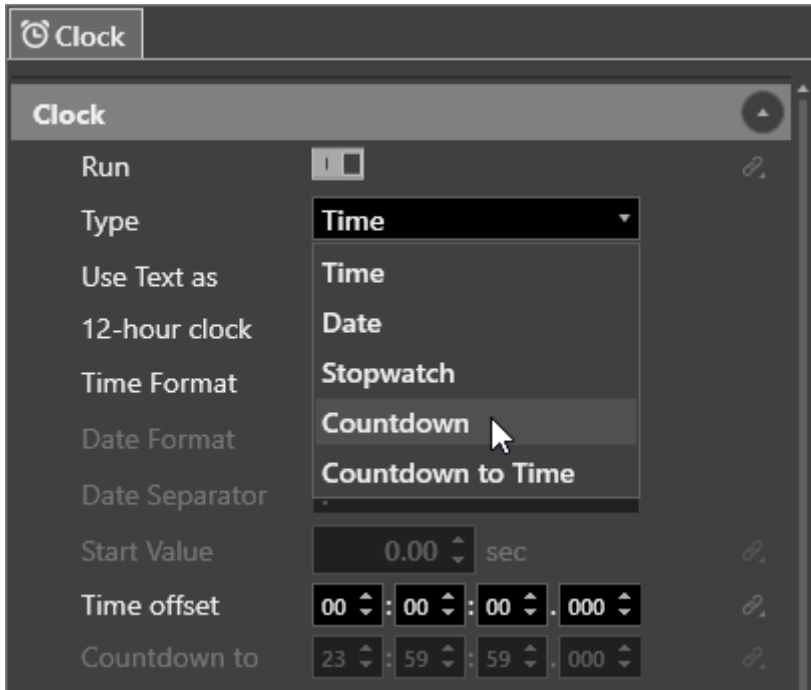 Clock
Clock
Run
Type Time
Time
Use Text as
Date
12-hour clock
Stopwatch
Time Format
Countdown
Date Format
Countdown to Time
Date Separator
Start Value 0.00 sec
Time offset 00 : 00 : 00 . 000
Countdown to 23 : 59 : 59 . 000